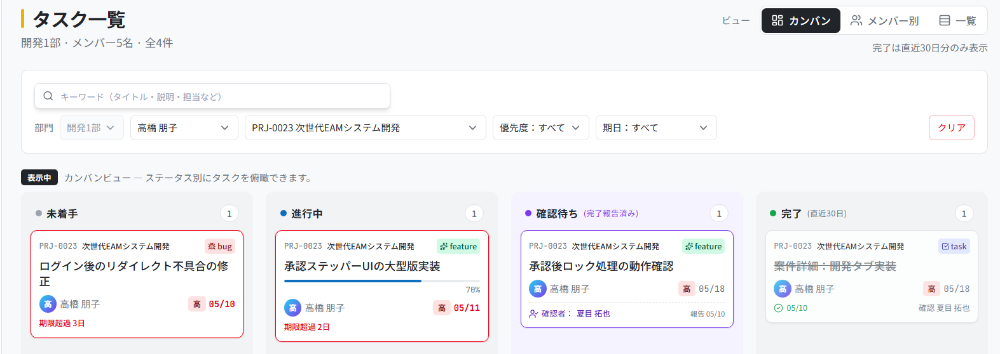 タスク一覧
開発1部・メンバー5名・全4件
ビュー
カンバン
メンバー別
一覧
完了は直近30日分のみ表示
キーワード（タイトル・説明・担当など）
部門
開発1部
高橋 朋子
PRJ-0023 次世代EAMシステム開発
優先度：すべて
期日：すべて
クリア
表示中
カンバンビュー — ステータス別にタスクを俯瞰できます。
未着手
1
PRJ-0023 次世代EAMシステム開発
bug
ログイン後のリダイレクト不具合の修
正
高
高橋 朋子
高 05/10
期限超過 3日
進行中
1
PRJ-0023 次世代EAMシステム開発
feature
承認ステッパーUIの大型版実装
70%
高
高橋 朋子
高 05/11
期限超過 2日
確認待ち (完了報告済み)
1
PRJ-0023 次世代EAMシステム開発
feature
承認後ロック処理の動作確認
高
高橋 朋子
高 05/18
確認者： 夏目 拓也
報告 05/10
完了 (直近30日)
1
PRJ-0023 次世代EAMシステム開発
task
案件詳細：開発タブ実装
高
高橋 朋子
高 05/18
05/10
確認 夏目 拓也